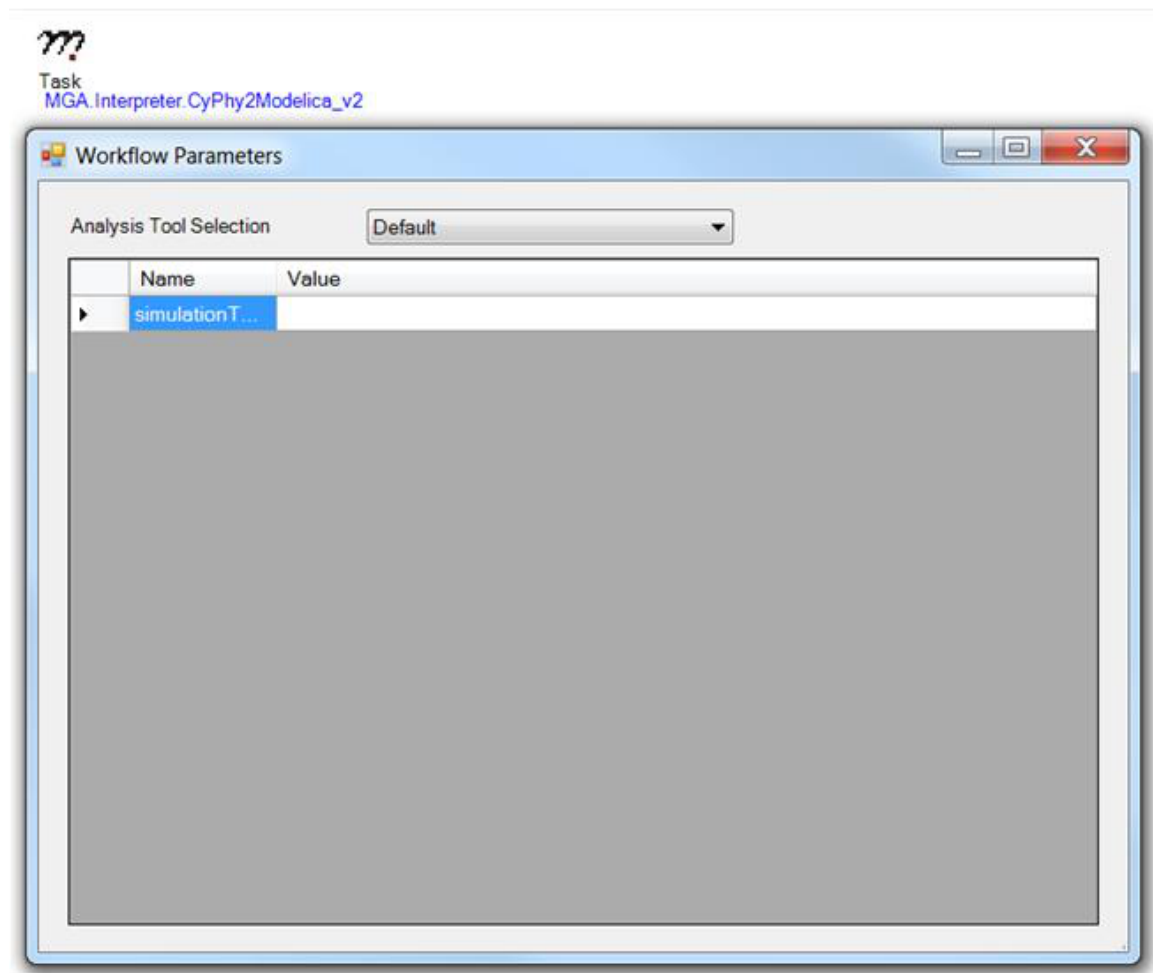 Task
MGA.Interpreter.CyPhy2Modelica_v2
Workflow Parameters
Analysis Tool Selection Default
Name Value
simulationT...